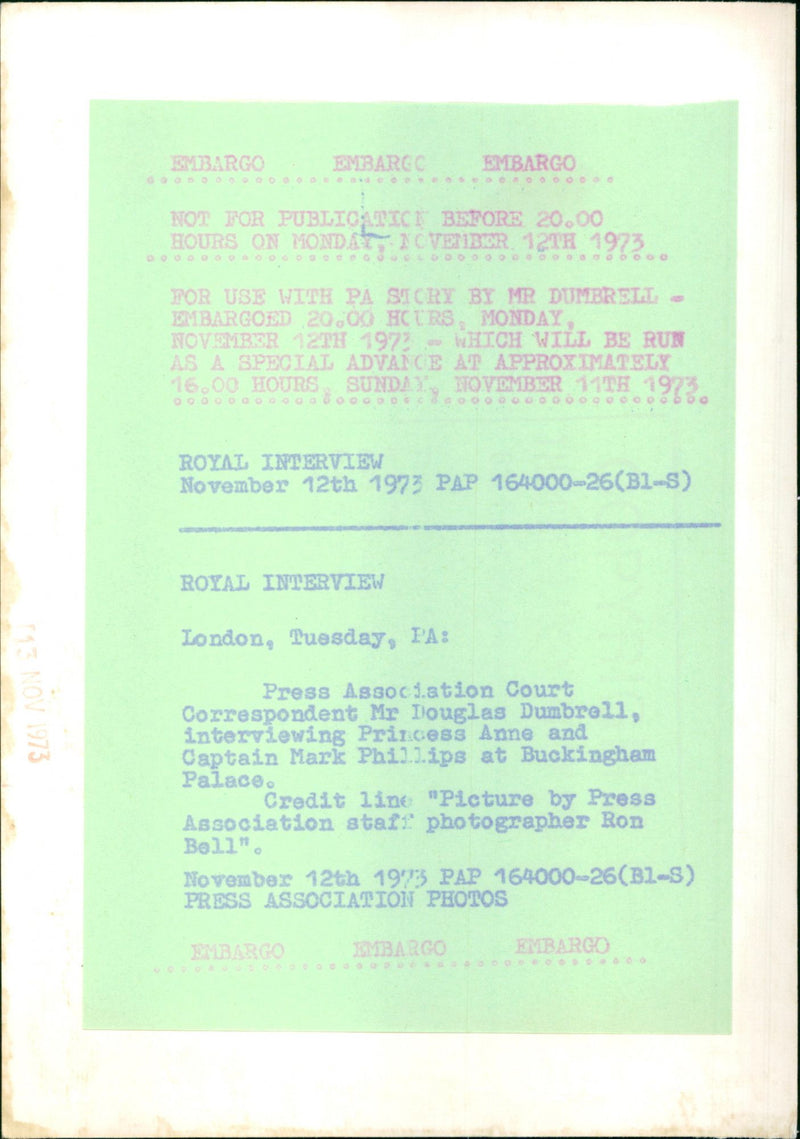 EMBARGO EMBARGO EMBARGO
NOT FOR PUBLICATION BEFORE 20.00
HOURS ON MONDAY, NOVEMBER 12TH 1973
FOR USE WITH PA STORY BY MR DUMBRELL -
EMBARGOED 20.00 HOURS, MONDAY,
NOVEMBER 12TH 1973 - WHICH WILL BE RUN
AS A SPECIAL ADVANCE AT APPROXIMATELY
16.00 HOURS, SUNDAY, NOVEMBER 11TH 1973
ROYAL INTERVIEW
November 12th 1973 PAP 164000-26(Bl-S)
ROYAL INTERVIEW
London, Tuesday, PA:
Press Association Court
Correspondent Mr Douglas Dumbrell,
interviewing Princess Anne and
Captain Mark Phillips at Buckingham
Palace.
Credit line "Picture by Press
Association staff photographer Ron
Bell".
November 12th 1973 PAP 164000-26(Bl-S)
PRESS ASSOCIATION PHOTOS
EMBARGO EMBARGO EMBARGO
13 NOV 1973